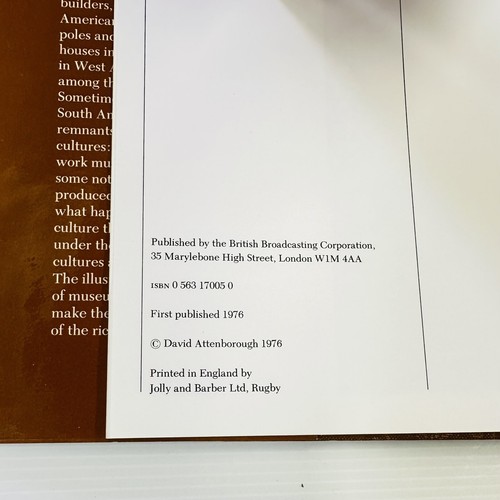 builders,
America
poles and
houses in
in West
among th
Sometim
South Am
remnants
cultures:
work mu
some not
produced
what hap
culture th
under the
cultures
The illus
of museu
make the
of the ric
Published by the British Broadcasting Corporation,
35 Marylebone High Street, London W1M 4AA
ISBN 0 563 17005 0
First published 1976
© David Attenborough 1976
Printed in England by
Jolly and Barber Ltd, Rugby